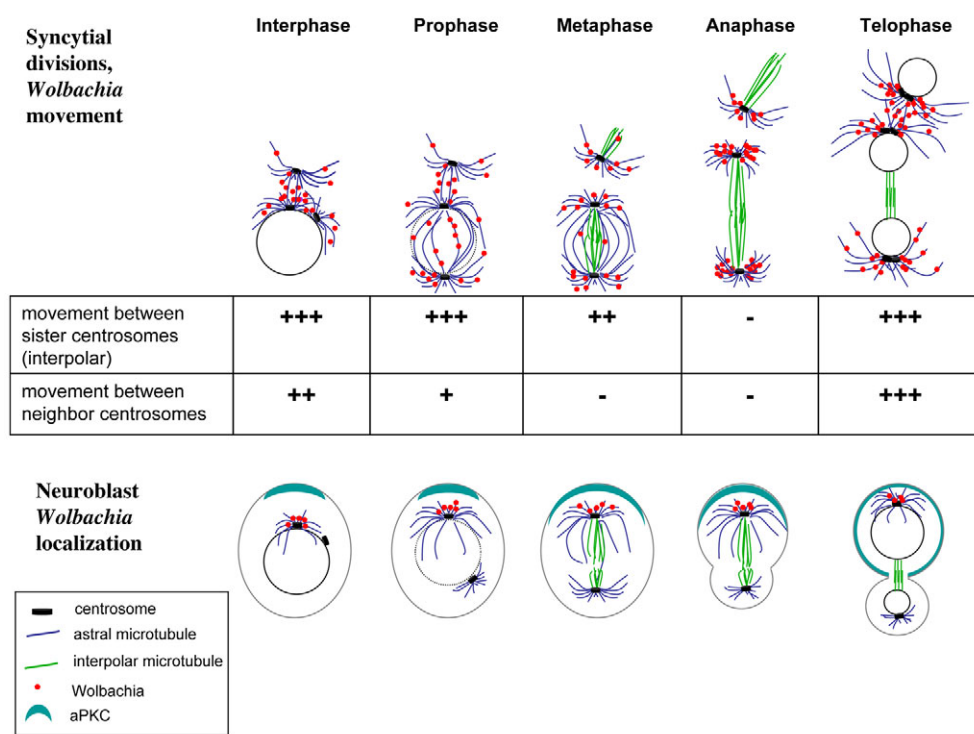 Interphase Prophase Metaphase Anaphase Telophase
Syncytial
divisions,
Wolbachia
movement
movement between
sister centrosomes
(interpolar)
+++ +++ ++ - +++
movement between
neighbor centrosomes
++ + - - +++
Neuroblast
Wolbachia
localization
centrosome
astral microtubule
interpolar microtubule
Wolbachia
aPKC